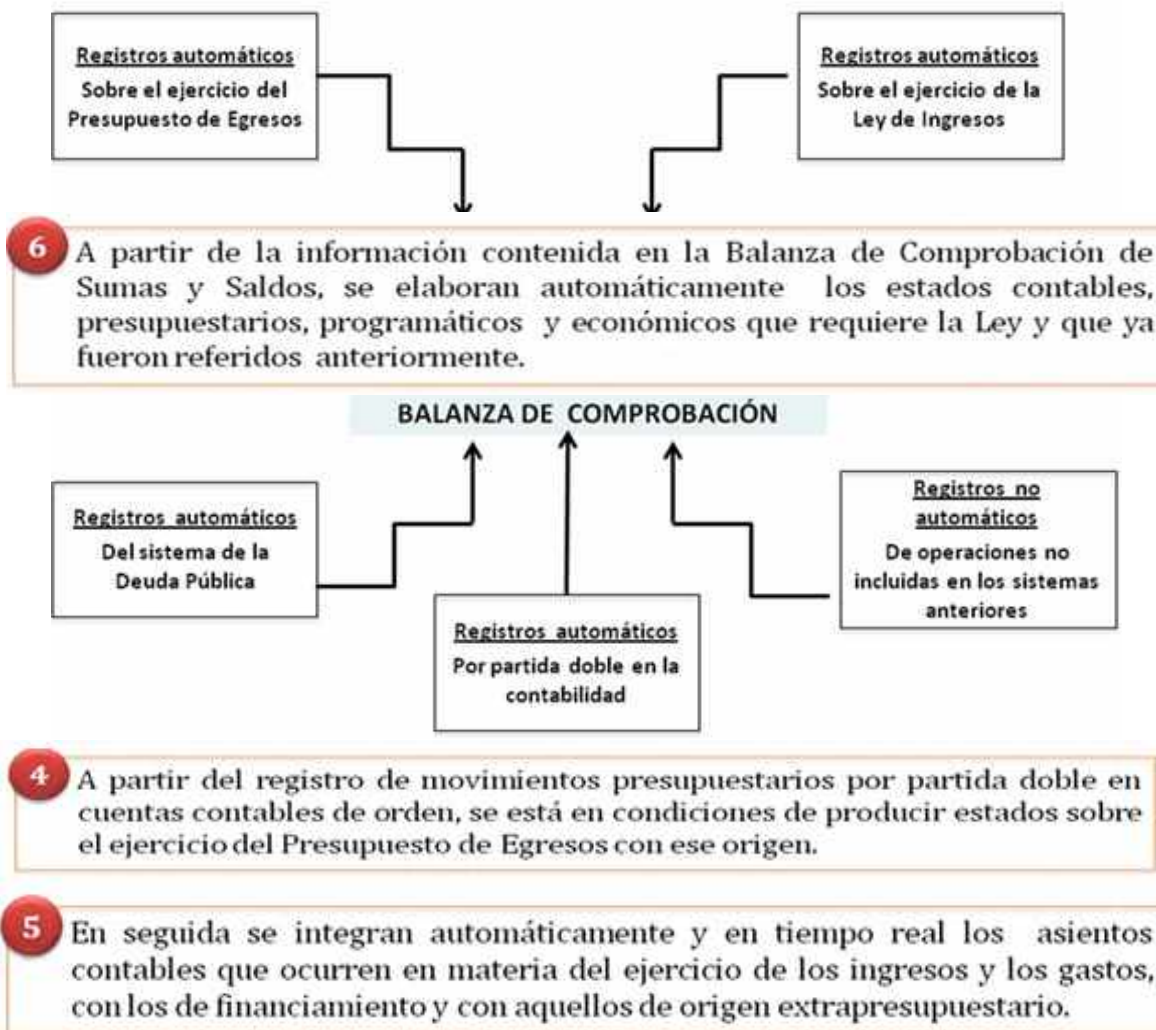 Registros automáticos
Sobre el ejercicio del
Presupuesto de Egresos
Registros automáticos
Sobre el ejercicio de la
Ley de Ingresos
6
A partir de la información contenida en la Balanza de Comprobación de
Sumas y Saldos, se elaboran automáticamente los estados contables,
presupuestarios, programáticos y económicos que requiere la Ley y que ya
fueron referidos anteriormente.
BALANZA DE COMPROBACIÓN
Registros automáticos
Del sistema de la
Deuda Pública
Registros automáticos
Por partida doble en la
contabilidad
Registros no
automáticos
De operaciones no
incluidas en los sistemas
anteriores
4
A partir del registro de movimientos presupuestarios por partida doble en
cuentas contables de orden, se está en condiciones de producir estados sobre
el ejercicio del Presupuesto de Egresos con ese origen.
5
En seguida se integran automáticamente y en tiempo real los asientos
contables que ocurren en materia del ejercicio de los ingresos y los gastos,
con los de financiamiento y con aquellos de origen extrapresupuestario.